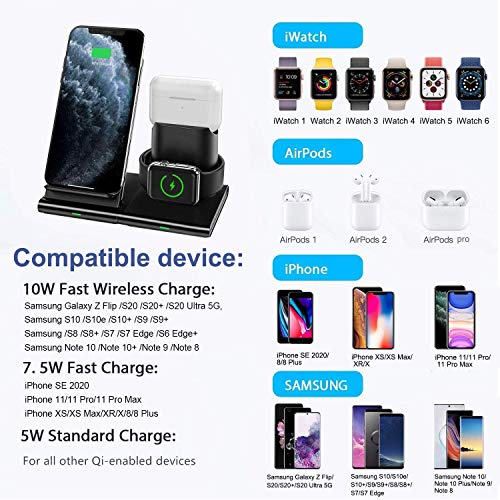 Compatible device:
10W Fast Wireless Charge:
Samsung Galaxy Z Flip /S20 /S20+ /S20 Ultra 5G,
Samsung S10 /S10e /S10+ /S9 /S9+
Samsung /S8 /S8+ /S7 /S7 Edge /S6 Edge+
Samsung Note 10 /Note 10+ /Note 9 /Note 8
7. 5W Fast Charge:
iPhone SE 2020
iPhone 11/11 Pro/11 Pro Max
iPhone XS/XS Max/XR/X/8/8 Plus
5W Standard Charge:
For all other Qi-enabled devices
iWatch
iWatch 1 Watch 2 iWatch 3 iWatch 4 iWatch 5 iWatch 6
AirPods
AirPods 1 AirPods 2 AirPods pro
iPhone
iPhone SE 2020/
8/8 Plus
iPhone XS/XS Max/
XR/X
iPhone 11/11 Pro/
11 Pro Max
SAMSUNG
Samsung Galaxy Z Flip/
S20/S20+/S20 Ultra 5G
Samsung S10/S10e/
S10+/S9/S9+/S8/S8+/
S7/S7 Edge
Samsung Note 10/
Note 10 Plus/Note 9/
Note 8